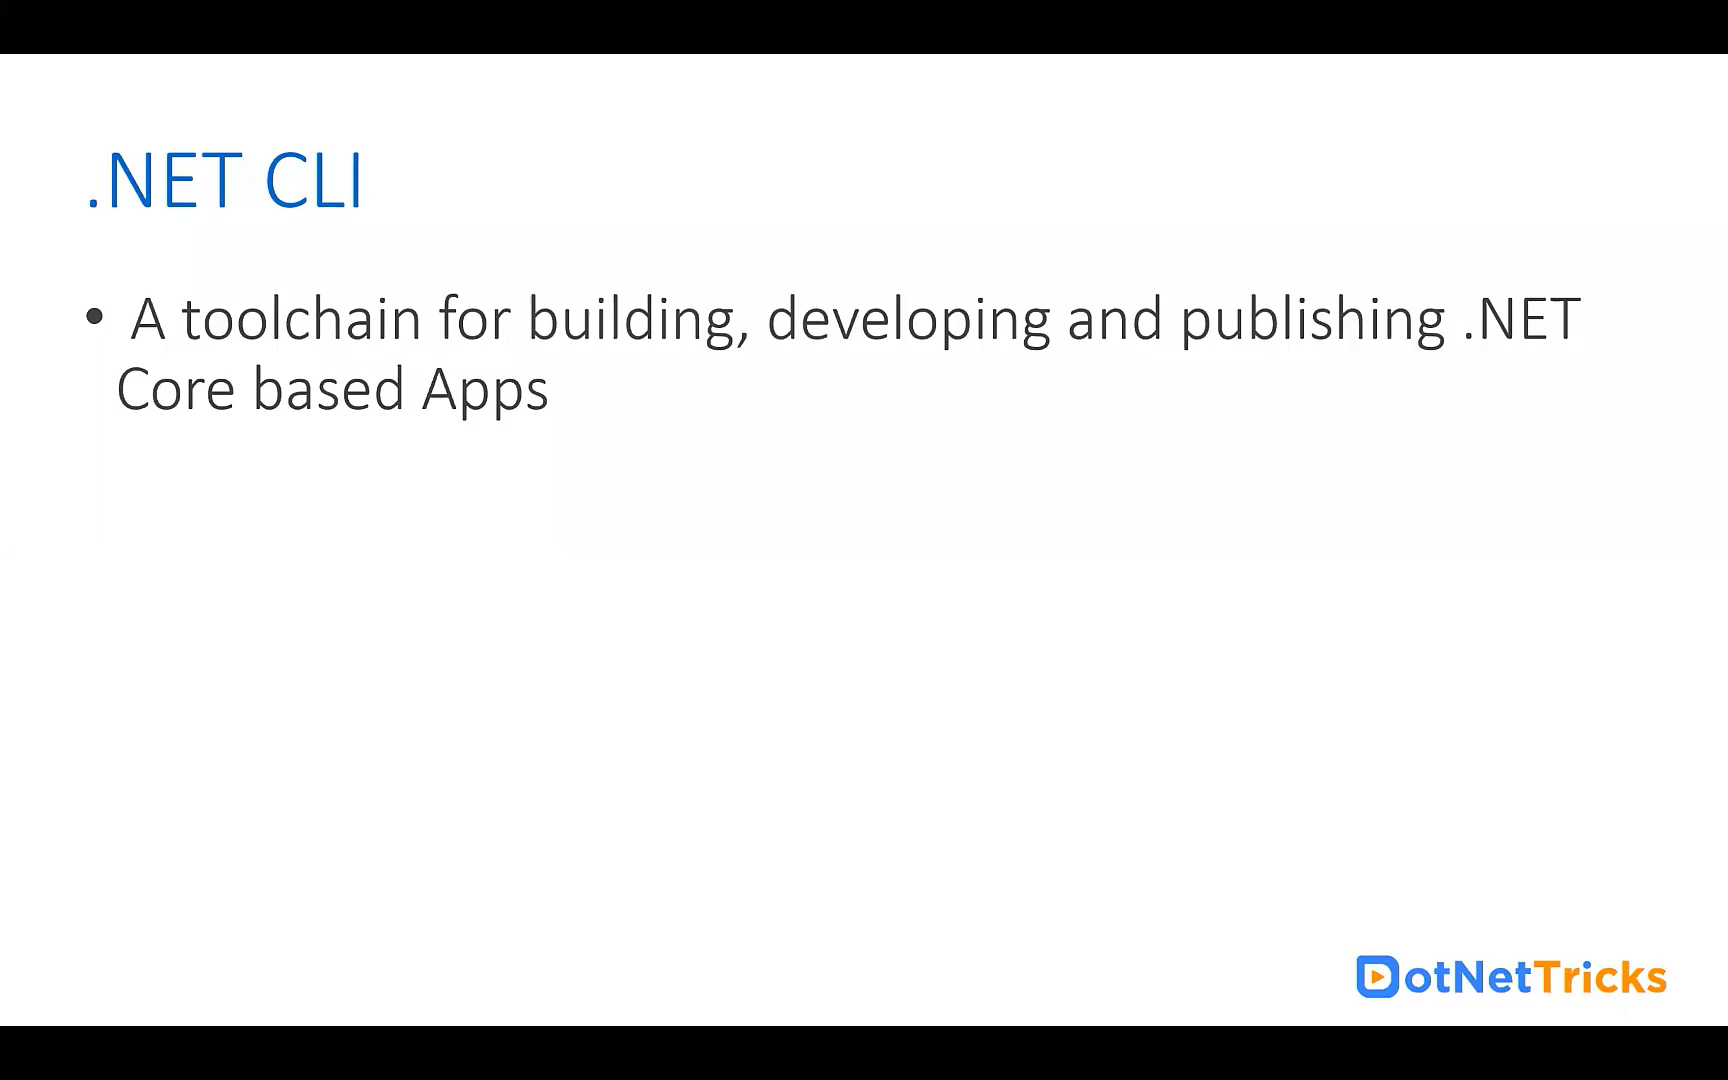 .NET CLI
• A toolchain for building, developing and publishing .NET
Core based Apps
DotNetTricks